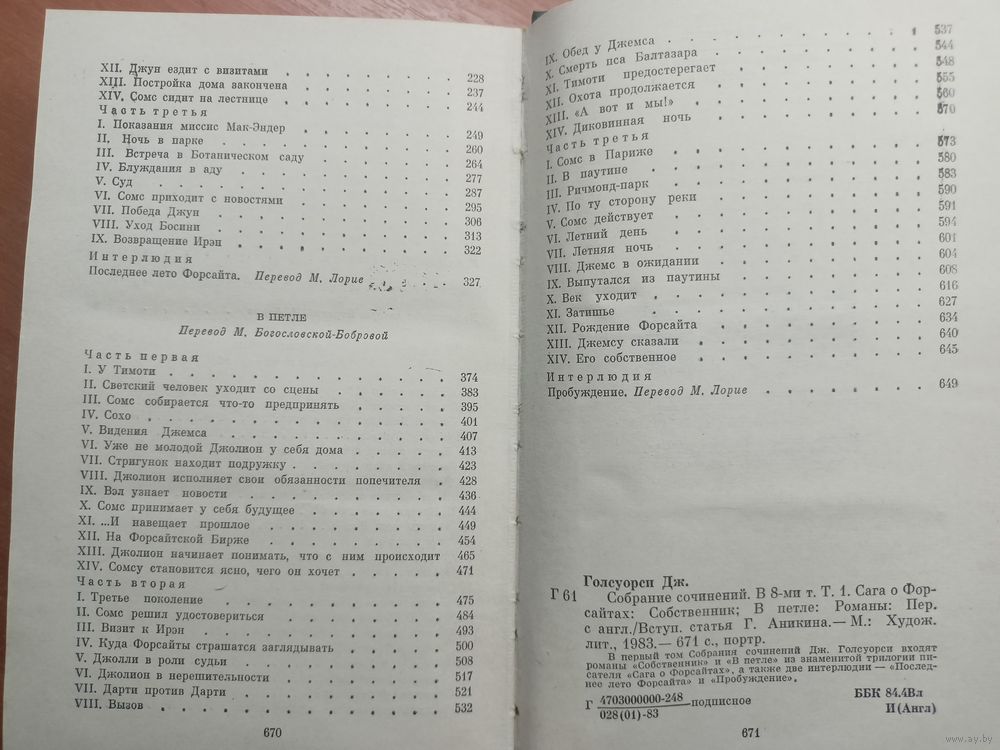 XII. Джун ездит с визитами . . . . . . . . . 228
XIII. Постройка дома закончена . . . . . . . . 237
XIV. Сомс сидит на лестнице . . . . . . . . . 244
Часть третья
I. Показания миссис Мак-Эндер . . . . . . . . 249
II. Ночь в парке . . . . . . . . . . . . 260
III. Встреча в Ботаническом саду . . . . . . . 264
IV. Блуждания в аду . . . . . . . . . . . 277
V. Суд . . . . . . . . . . . . . . . 287
VI. Сомс приходит с новостями . . . . . . . . 295
VII. Победа Джун . . . . . . . . . . . . 306
VIII. Уход Босини . . . . . . . . . . . . 313
IX. Возвращение Ирэн . . . . . . . . . . . 322
Интерлюдия
Последнее лето Форсайта. Перевод М. Лорие . . . . 327
В ПЕТЛЕ
Перевод М. Богословской-Бобровой
Часть первая
I. У Тимоти . . . . . . . . . . . . . 374
II. Светский человек уходит со сцены . . . . . . 383
III. Сомс собирается что-то предпринять . . . . . 395
IV. Сохо . . . . . . . . . . . . . . . 401
V. Видения Джемса . . . . . . . . . . . 407
VI. Уже не молодой Джолион у себя дома . . . . . 413
VII. Стригунок находит подружку . . . . . . . . 423
VIII. Джолион исполняет свои обязанности попечителя . 428
IX. Вэл узнает новости . . . . . . . . . . 436
X. Сомс принимает у себя будущее . . . . . . . 444
XI. ...И навещает прошлое . . . . . . . . . 449
XII. На Форсайтской Бирже . . . . . . . . . 454
XIII. Джолион начинает понимать, что с ним происходит 465
XIV. Сомсу становится ясно, чего он хочет . . . . . 471
Часть вторая
I. Третье поколение . . . . . . . . . . . 475
II. Сомс решил удостовериться . . . . . . . . 484
III. Визит к Ирэн . . . . . . . . . . . . 493
IV. Куда Форсайты страшатся заглядывать . . . . . 500
V. Джолли в роли судьи . . . . . . . . . . 508
VI. Джолион в нерешительности . . . . . . . . 517
VII. Дарти против Дарти . . . . . . . . . . 521
VIII. Вызов . . . . . . . . . . . . . . 532
670
IX. Обед у Джемса . . . . . . . . . . . 537
X. Смерть пса Балтазара . . . . . . . . . 544
XI. Тимоти предостерегает . . . . . . . . . 548
XII. Охота продолжается . . . . . . . . . . 555
XIII. «А вот и мы!» . . . . . . . . . . . 560
XIV. Диковинная ночь . . . . . . . . . . . 570
Часть третья
I. Сомс в Париже . . . . . . . . . . . 573
II. В паутине . . . . . . . . . . . . . 580
III. Ричмонд-парк . . . . . . . . . . . . 583
IV. По ту сторону реки . . . . . . . . . . 590
V. Сомс действует . . . . . . . . . . . 591
VI. Летний день . . . . . . . . . . . . 594
VII. Летняя ночь . . . . . . . . . . . . 601
VIII. Джемс в ожидании . . . . . . . . . . 604
IX. Выпутался из паутины . . . . . . . . . 608
X. Век уходит . . . . . . . . . . . . . 616
XI. Затишье . . . . . . . . . . . . . . 627
XII. Рождение Форсайта . . . . . . . . . . 634
XIII. Джемсу сказали . . . . . . . . . . . 640
XIV. Его собственное . . . . . . . . . . . 645
Интерлюдия
Пробуждение. Перевод М. Лорие . . . . . . . . 649
Голсуорси Дж.
Г 61 Собрание сочинений. В 8-ми т. Т. 1. Сага о Фор-
сайтах: Собственник; В петле: Романы: Пер.
с англ./Вступ. статья Г. Аникина.— М.: Худож.
лит., 1983.— 671 с., портр.
В первый том Собрания сочинений Дж. Голсуорси входят
романы «Собственник» и «В петле» из знаменитой трилогии пи-
сателя «Сага о Форсайтах», а также две интерлюдии — «Послед-
нее лето Форсайта» и «Пробуждение».
Г 4703000000-248 подписное
028(01)-83
ББК 84.4Вл
И(Англ)
671
www.ay.by